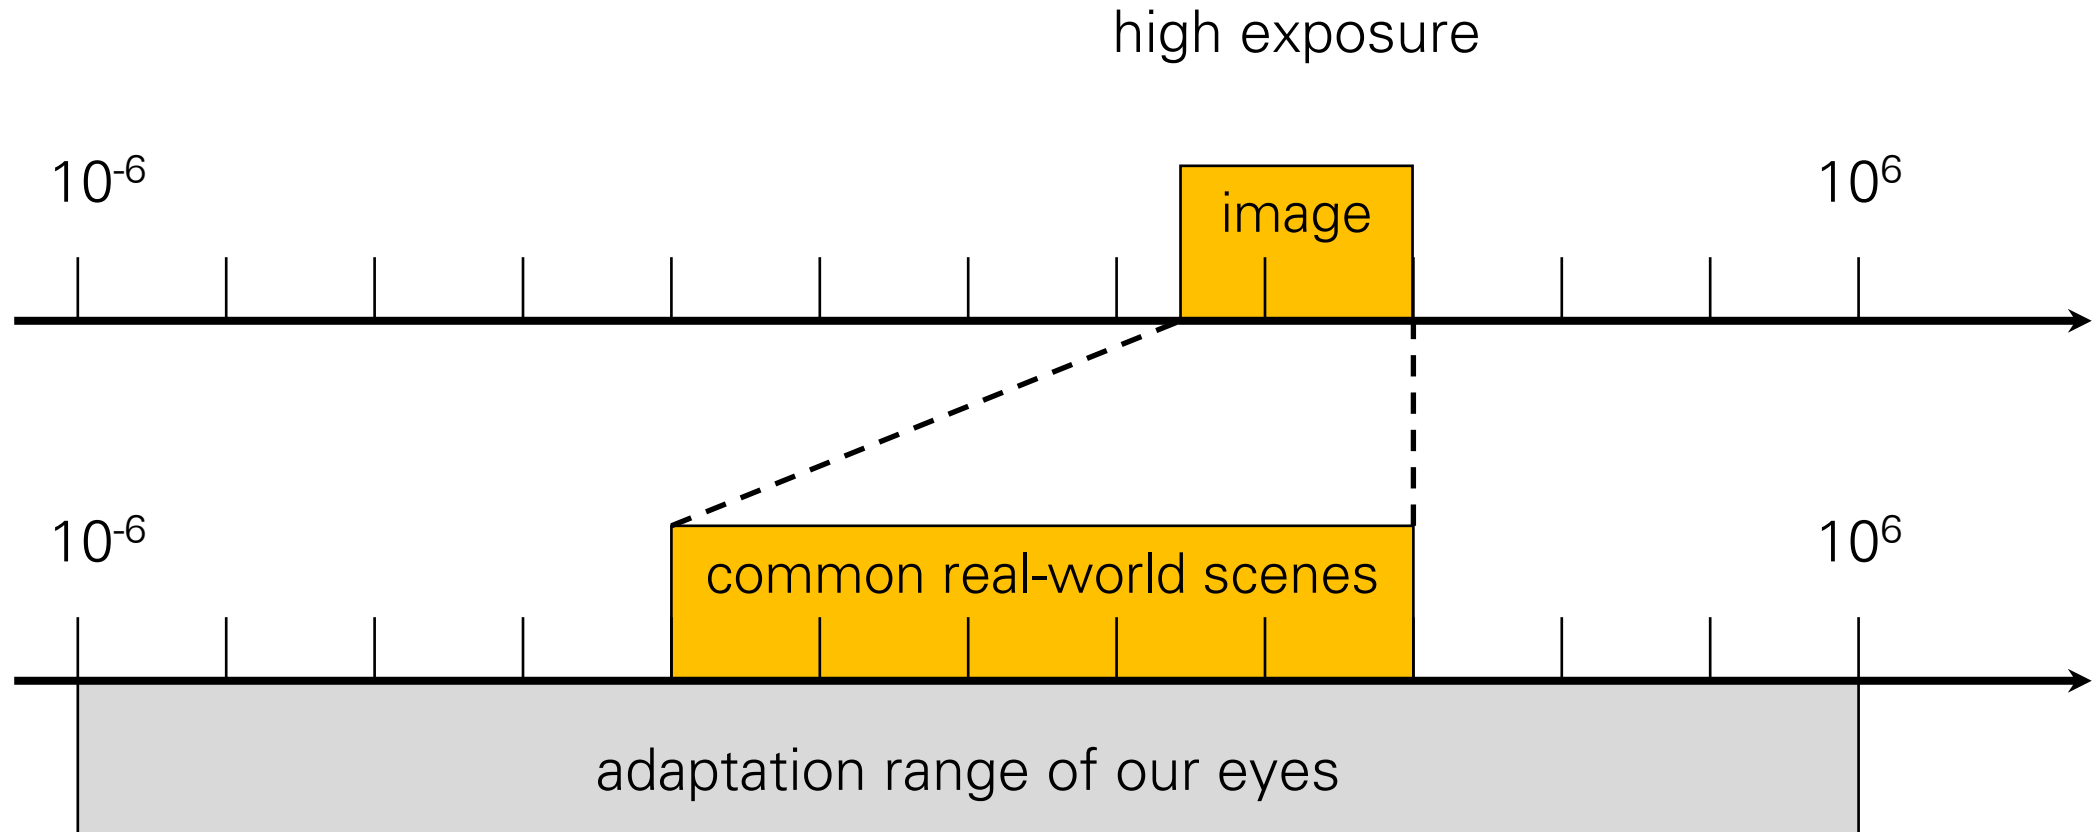 high exposure
10⁻⁶ 10⁶
image
10⁻⁶ 10⁶
common real-world scenes
adaptation range of our eyes